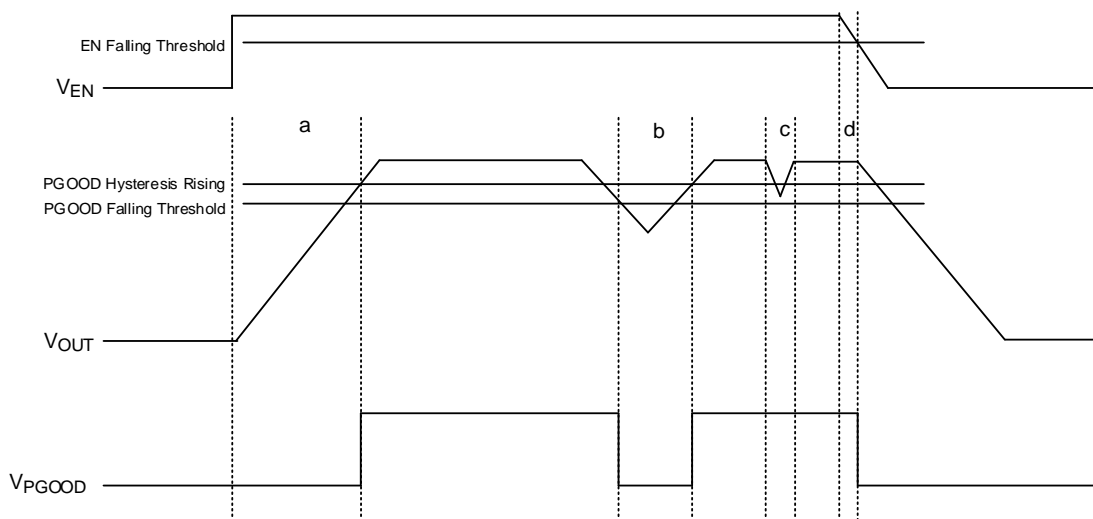 EN Falling Threshold
VEN
a
b
c
d
PGOOD Hysteresis Rising
PGOOD Falling Threshold
VOUT
VPGOOD